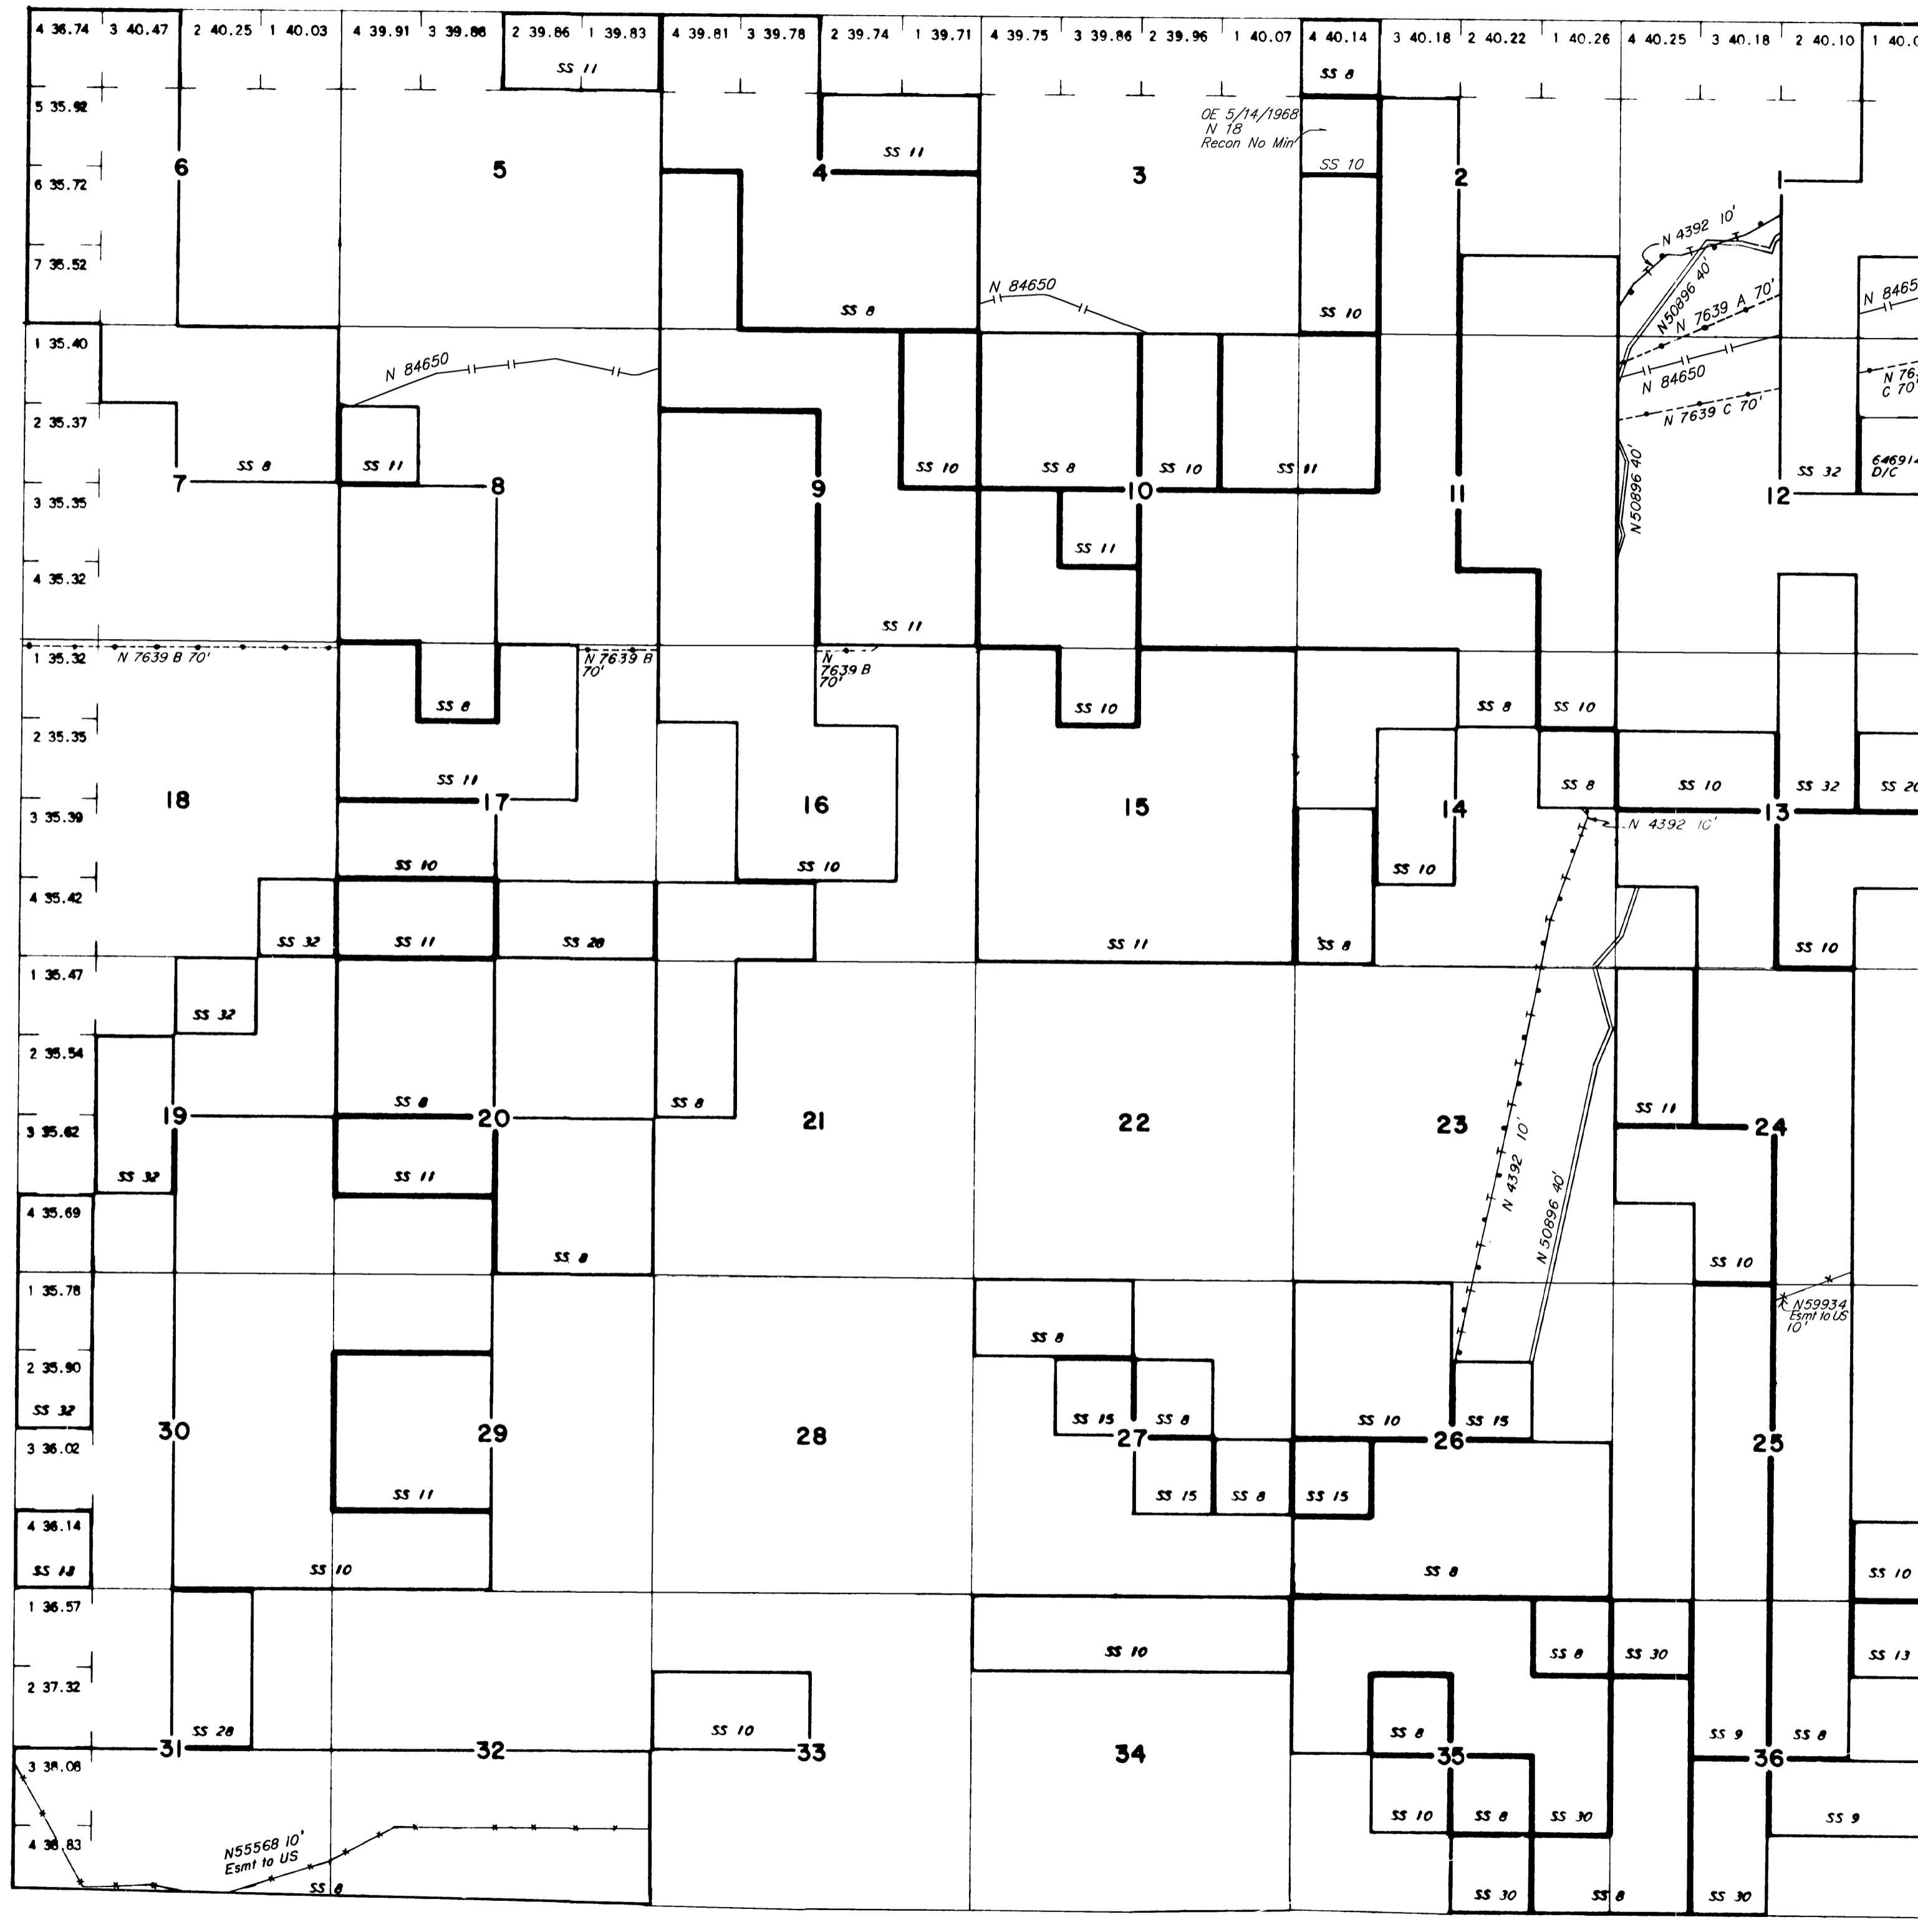 4 36.74 3 40.47 2 40.25 1 40.03 4 39.91 3 39.88 2 39.86 1 39.83 4 39.81 3 39.78 2 39.74 1 39.71 4 39.75 3 39.86 2 39.96 1 40.07 4 40.14 3 40.18 2 40.22 1 40.26 4 40.25 3 40.18 2 40.10 1 40.0
SS 11
SS 8
5 35.92
OE 5/14/1968
N 18
Recon No Min
SS 11
SS 10
6 5 4 3 2 1
6 35.72
N 4392 10'
7 35.52
N 50896 40'
N 84650
N 7639 A 70'
N 8465
SS 8
SS 10
1 35.40
N 84650
N 84650
N 76
C 70'
N 7639 C 70'
2 35.37
SS 8
SS 11
SS 10
SS 8
SS 10
SS 11
SS 32
646914
D/C
7 8 9 10 11 12
3 35.35
N 50896 40'
SS 11
4 35.32
SS 11
1 35.32
N 7639 B 70'
N 7639 B
70'
N
7639 B
70'
SS 8
SS 10
SS 8
SS 10
2 35.35
SS 11
SS 8
SS 10
SS 32
SS 20
18 17 16 15 14 13
3 35.39
N 4392 10'
SS 10
SS 10
SS 10
4 35.42
SS 32
SS 11
SS 28
SS 11
SS 8
SS 10
1 35.47
SS 32
2 35.54
SS 8
SS 8
SS 11
19 20 21 22 23 24
3 35.62
N 4392 10'
SS 32
SS 11
4 35.69
N 50896 40'
SS 8
SS 10
1 35.78
N59934
Esmt to US
10'
SS 8
2 35.90
SS 32
SS 15
SS 8
SS 10
SS 15
30 29 28 27 26 25
3 36.02
SS 11
SS 15
SS 8
SS 15
4 36.14
SS 13
SS 10
SS 8
SS 10
1 36.57
SS 10
SS 8
SS 30
SS 13
2 37.32
SS 28
SS 10
SS 8
SS 9
SS 8
31 32 33 34 35 36
3 38.08
SS 10
SS 8
SS 30
SS 9
4 38.83
N55568 10'
Esmt to US
SS 8
SS 30
SS 8
SS 30